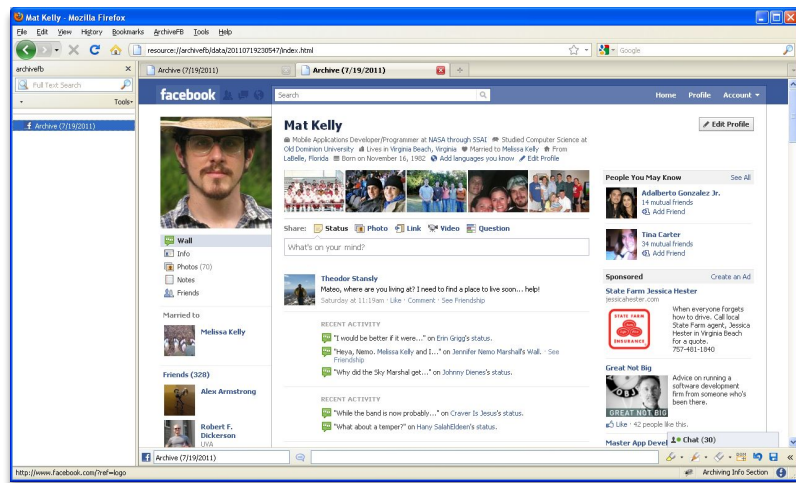 Mat Kelly - Mozilla Firefox
File Edit View History Bookmarks ArchiveFB Tools Help
resource://archivefb/data/20110719230547/index.html
Google
archivefb
Archive (7/19/2011)
Archive (7/19/2011)
Full Text Search
Tools
Archive (7/19/2011)
facebook
Search
Home Profile Account
Mat Kelly
Edit Profile
Mobile Applications Developer/Programmer at NASA through SSAI Studied Computer Science at
Old Dominion University Lives in Virginia Beach, Virginia Married to Melissa Kelly From
LaBelle, Florida Born on November 16, 1982 Add languages you know Edit Profile
Share: Status Photo Link Video Question
What's on your mind?
Wall
Info
Photos (70)
Notes
Friends
Married to
Melissa Kelly
Friends (328)
Alex Armstrong
Robert F.
Dickerson
UVA
Theodor Stansly
Mateo, where are you living at? I need to find a place to live soon... help!
Saturday at 11:19am · Like · Comment · See Friendship
RECENT ACTIVITY
"I would be better if it were..." on Erin Grigg's status.
"Heya, Nemo. Melissa Kelly and I..." on Jennifer Nemo Marshall's Wall. · See
Friendship
"Why did the Sky Marshal get..." on Johnny Dienes's status.
RECENT ACTIVITY
"While the band is now probably..." on Craver Is Jesus's status.
"What about a temper?" on Hany SalahEldeen's status.
People You May Know
See All
Adalberto Gonzalez Jr.
14 mutual friends
Add Friend
Tina Carter
34 mutual friends
Add Friend
Sponsored
Create an Ad
State Farm Jessica Hester
jessicahester.com
STATE FARM
INSURANCE
When everyone forgets
how to drive. Call local
State Farm agent, Jessica
Hester in Virginia Beach
for a quote.
757-481-1840
Great Not Big
GREAT NOT BIG
Advice on running a
software development
firm from someone who's
been there.
Like · 42 people like this.
Master App Devel
Chat (30)
Archive (7/19/2011)
http://www.facebook.com/?ref=logo
Archiving Info Section